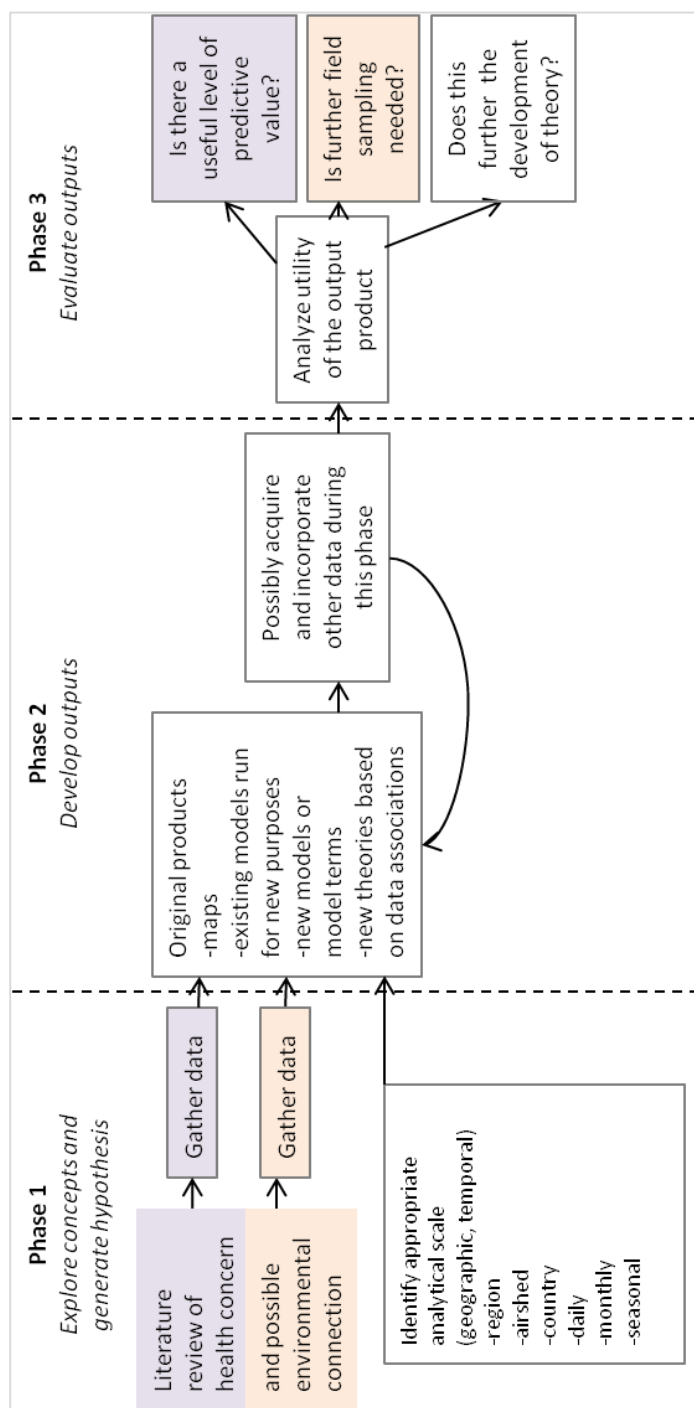 Phase 1
Explore concepts and
generate hypothesis
Literature
review of
health concern
and possible
environmental
connection
Gather data
Gather data
Identify appropriate
analytical scale
(geographic, temporal)
-region
-airshed
-country
-daily
-monthly
-seasonal
Phase 2
Develop outputs
Original products
-maps
-existing models run
for new purposes
-new models or
model terms
-new theories based
on data associations
Possibly acquire
and incorporate
other data during
this phase
Phase 3
Evaluate outputs
Analyze utility
of the output
product
Is there a
useful level of
predictive
value?
Is further field
sampling
needed?
Does this
further the
development
of theory?